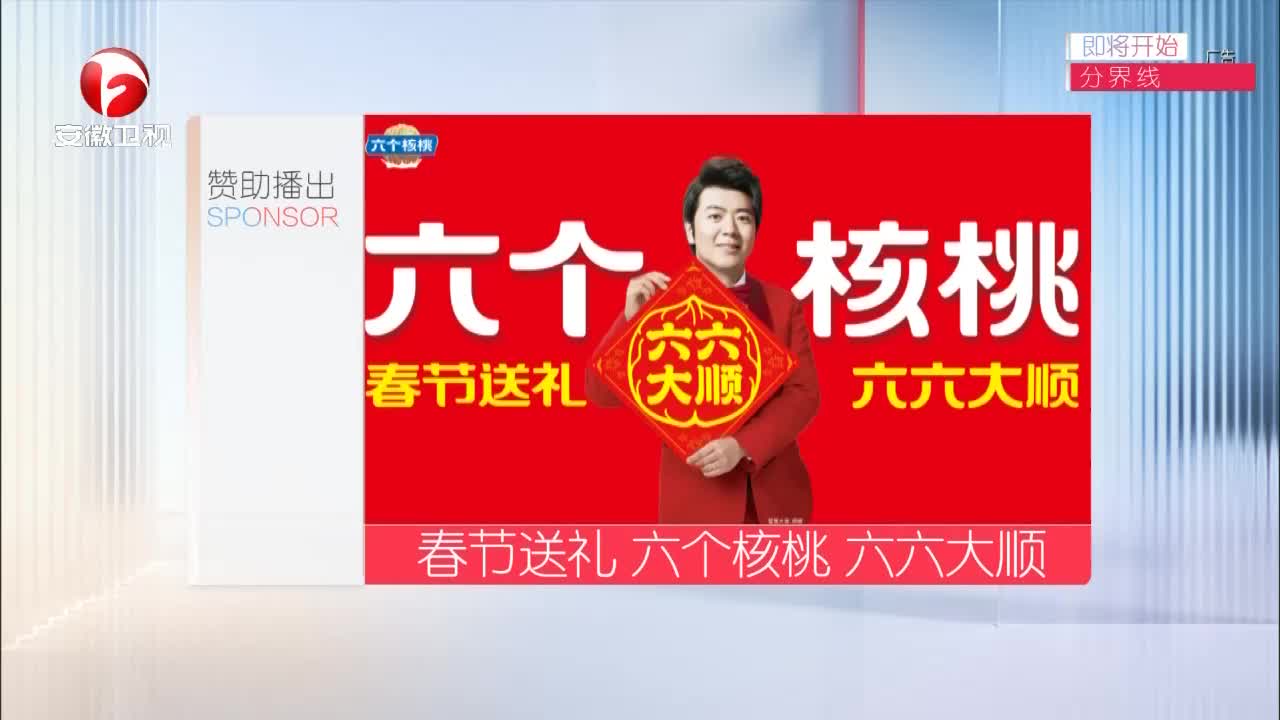 安徽卫视
即将开始
广告
分界线
赞助播出
SPONSOR
六个核桃
六个核桃
春节送礼 六六大顺
六六
大顺
春节送礼 六个核桃 六六大顺